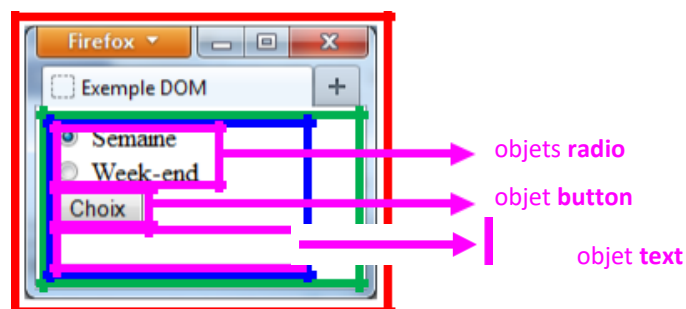 Firefox
Exemple DOM
Semaine
objets radio
Week-end
objet button
Choix
objet text